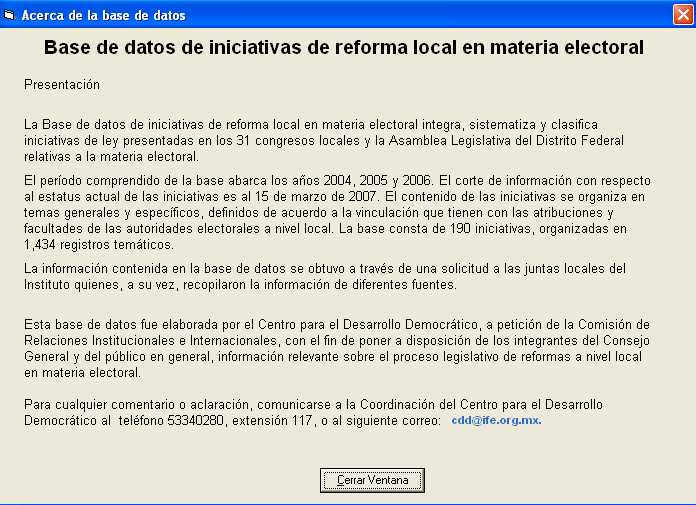 Acerca de la base de datos
Base de datos de iniciativas de reforma local en materia electoral
Presentación
La Base de datos de iniciativas de reforma local en materia electoral integra, sistematiza y clasifica
iniciativas de ley presentadas en los 31 congresos locales y la Asamblea Legislativa del Distrito Federal
relativas a la materia electoral.
El período comprendido de la base abarca los años 2004, 2005 y 2006. El corte de información con respecto
al estatus actual de las iniciativas es al 15 de marzo de 2007. El contenido de las iniciativas se organiza en
temas generales y específicos, definidos de acuerdo a la vinculación que tienen con las atribuciones y
facultades de las autoridades electorales a nivel local. La base consta de 190 iniciativas, organizadas en
1,434 registros temáticos.
La información contenida en la base de datos se obtuvo a través de una solicitud a las juntas locales del
Instituto quienes, a su vez, recopilaron la información de diferentes fuentes.
Esta base de datos fue elaborada por el Centro para el Desarrollo Democrático, a petición de la Comisión de
Relaciones Institucionales e Internacionales, con el fin de poner a disposición de los integrantes del Consejo
General y del público en general, información relevante sobre el proceso legislativo de reformas a nivel local
en materia electoral.
Para cualquier comentario o aclaración, comunicarse a la Coordinación del Centro para el Desarrollo
Democrático al teléfono 53340280, extensión 117, o al siguiente correo: cdd@ife.org.mx.
Cerrar Ventana